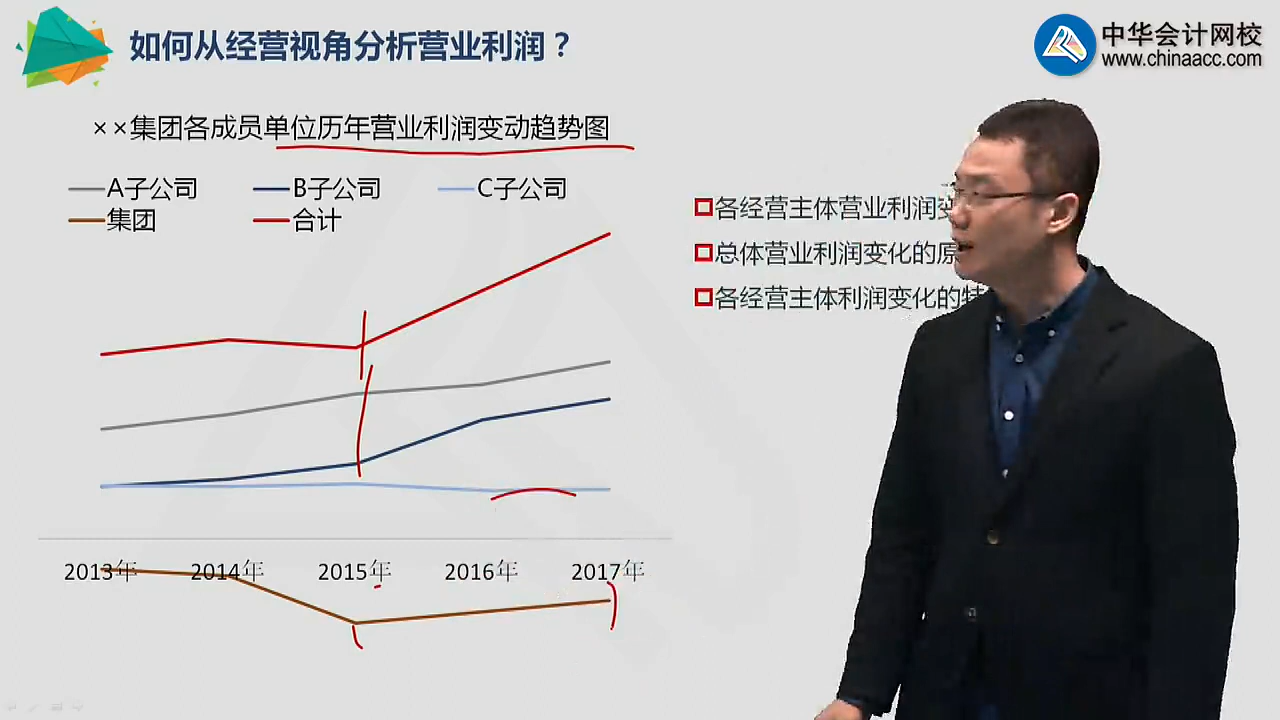 如何从经营视角分析营业利润？
中华会计网校
www.chinaacc.com
××集团各成员单位历年营业利润变动趋势图
A子公司 B子公司 C子公司
集团 合计
各经营主体营业利润变
总体营业利润变化的原
各经营主体利润变化的特
2013年 2014年 2015年 2016年 2017年